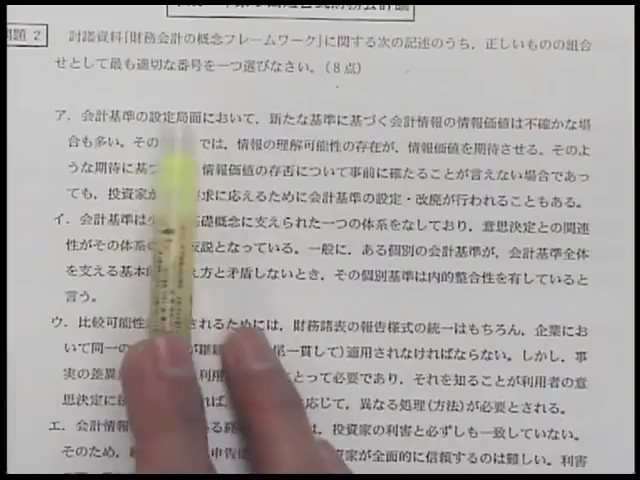 問題 2
討議資料「財務会計の概念フレームワーク」に関する次の記述のうち，正しいものの組合
せとして最も適切な番号を一つ選びなさい。（8点）
ア．会計基準の設定局面において，新たな基準に基づく会計情報の情報価値は不確かな場
合も多い。その では，情報の理解可能性の存在が，情報価値を期待させる。そのよ
うな期待に基づ 情報価値の存否について事前に確たることが言えない場合であっ
ても，投資家が 要求に応えるために会計基準の設定・改廃が行われることもある。
イ．会計基準は少 基礎概念に支えられた一つの体系をなしており，意思決定との関連
性がその体系の 仮説となっている。一般に，ある個別の会計基準が，会計基準全体
を支える基本的 え方と矛盾しないとき，その個別基準は内的整合性を有していると
言う。
ウ．比較可能性 されるためには，財務諸表の報告様式の統一はもちろん，企業にお
いて同一の が継続 尾一貫して）適用されなければならない。しかし，事
実の差異 利用 とって必要であり，それを知ることが利用者の意
思決定に れば， 応じて，異なる処理（方法）が必要とされる。
エ．会計情報 ある は，投資家の利害と必ずしも一致していない。
そのため， 申告 資家が全面的に信頼するのは難しい。利害